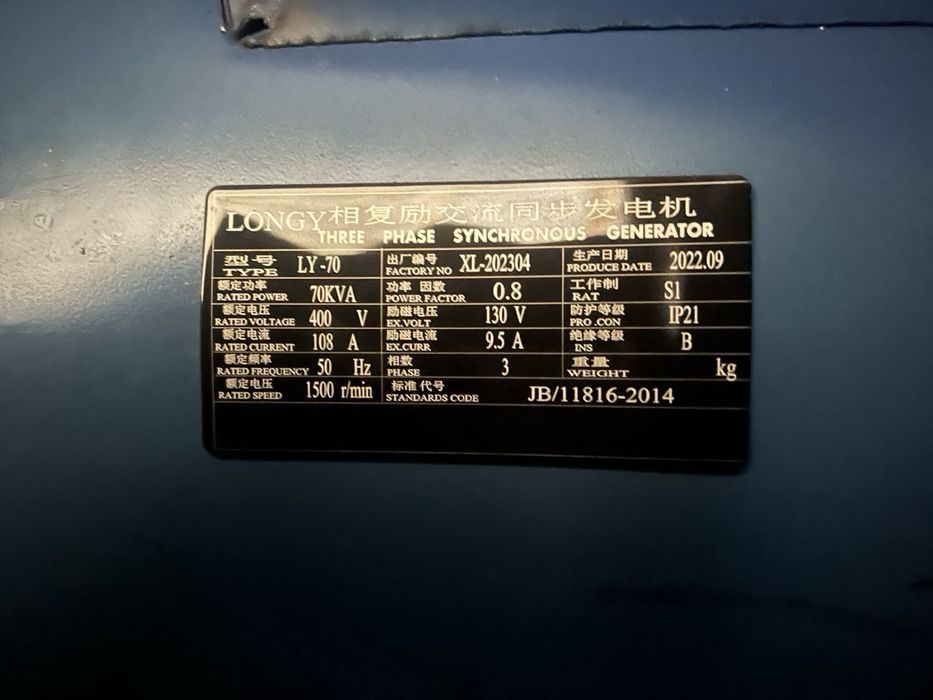 LONGY相复励交流同步发电机
THREE PHASE SYNCHRONOUS GENERATOR
型号 TYPE LY-70 出厂编号 FACTORY NO XL-202304 生产日期 PRODUCE DATE 2022.09
额定功率 RATED POWER 70KVA 功率 因数 POWER FACTOR 0.8 工作制 RAT S1
额定电压 RATED VOLTAGE 400 V 励磁电压 EX.VOLT 130 V 防护等级 PRO.CON IP21
额定电流 RATED CURRENT 108 A 励磁电流 EX.CURR 9.5 A 绝缘等级 INS B
额定频率 RATED FREQUENCY 50 Hz 相数 PHASE 3 重量 WEIGHT kg
额定电压 RATED SPEED 1500 r/min 标准 代号 STANDARDS CODE JB/11816-2014